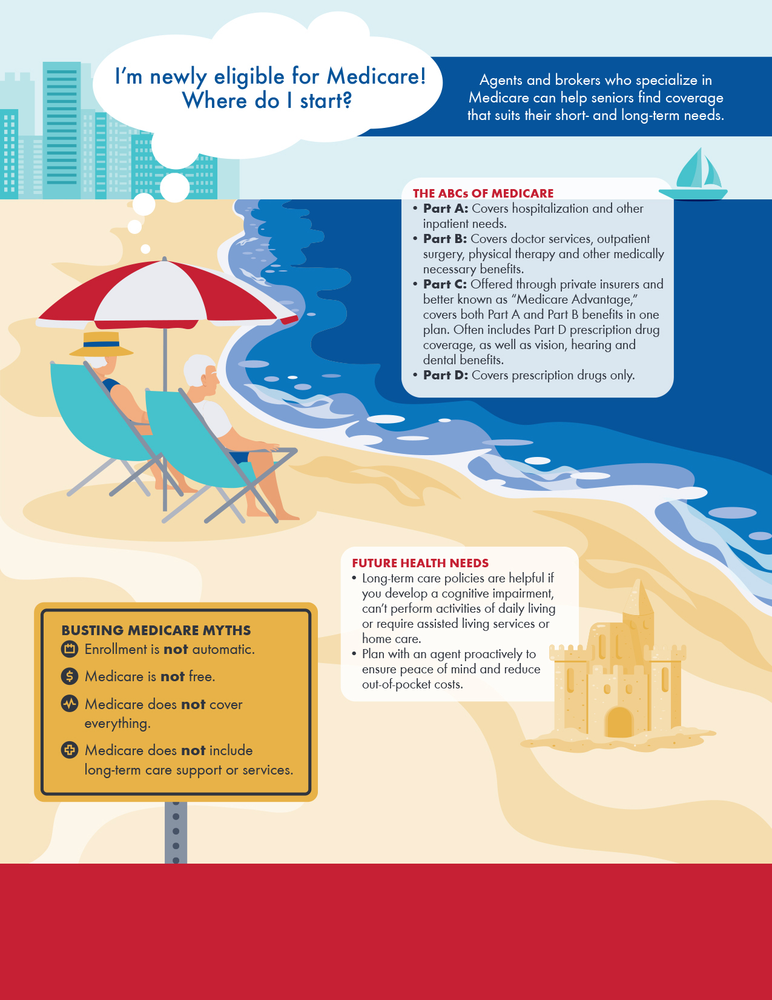 I'm newly eligible for Medicare!
Where do I start?
Agents and brokers who specialize in
Medicare can help seniors find coverage
that suits their short- and long-term needs.
THE ABCs OF MEDICARE
• Part A: Covers hospitalization and other
inpatient needs.
• Part B: Covers doctor services, outpatient
surgery, physical therapy and other medically
necessary benefits.
• Part C: Offered through private insurers and
better known as “Medicare Advantage,”
covers both Part A and Part B benefits in one
plan. Often includes Part D prescription drug
coverage, as well as vision, hearing and
dental benefits.
• Part D: Covers prescription drugs only.
FUTURE HEALTH NEEDS
• Long-term care policies are helpful if
you develop a cognitive impairment,
can't perform activities of daily living
or require assisted living services or
home care.
• Plan with an agent proactively to
ensure peace of mind and reduce
out-of-pocket costs.
BUSTING MEDICARE MYTHS
Enrollment is not automatic.
$ Medicare is not free.
Medicare does not cover
everything.
Medicare does not include
long-term care support or services.